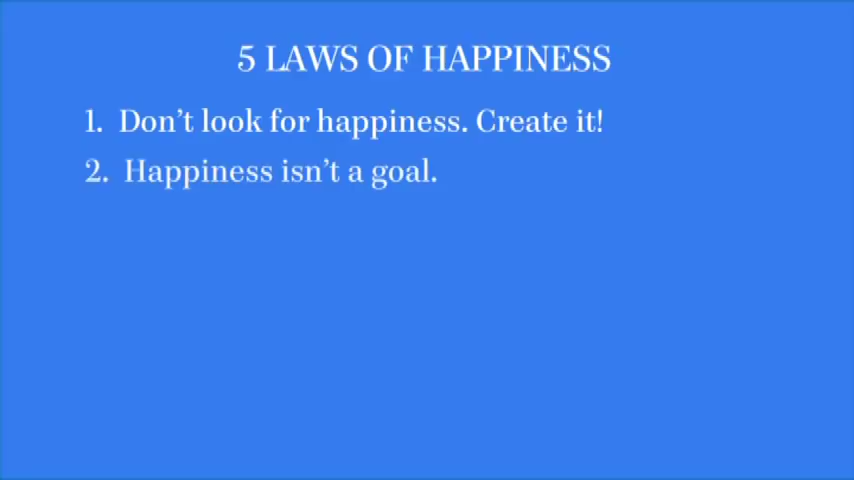 5 LAWS OF HAPPINESS
1. Don’t look for happiness. Create it!
2. Happiness isn’t a goal.